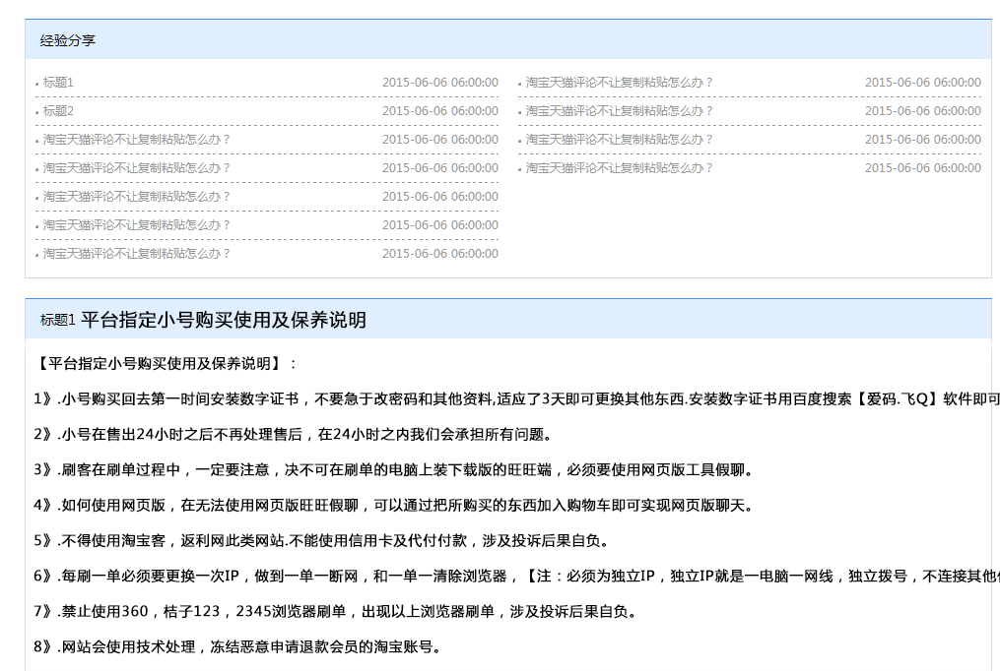 经验分享
标题1 2015-06-06 06:00:00 淘宝天猫评论不让复制粘贴怎么办？ 2015-06-06 06:00:00
标题2 2015-06-06 06:00:00 淘宝天猫评论不让复制粘贴怎么办？ 2015-06-06 06:00:00
淘宝天猫评论不让复制粘贴怎么办？ 2015-06-06 06:00:00 淘宝天猫评论不让复制粘贴怎么办？ 2015-06-06 06:00:00
淘宝天猫评论不让复制粘贴怎么办？ 2015-06-06 06:00:00 淘宝天猫评论不让复制粘贴怎么办？ 2015-06-06 06:00:00
淘宝天猫评论不让复制粘贴怎么办？ 2015-06-06 06:00:00
淘宝天猫评论不让复制粘贴怎么办？ 2015-06-06 06:00:00
淘宝天猫评论不让复制粘贴怎么办？ 2015-06-06 06:00:00
标题1 平台指定小号购买使用及保养说明
【平台指定小号购买使用及保养说明】：
1》.小号购买回去第一时间安装数字证书，不要急于改密码和其他资料,适应了3天即可更换其他东西.安装数字证书用百度搜索【爱码.飞Q】软件即可
2》.小号在售出24小时之后不再处理售后，在24小时之内我们会承担所有问题。
3》.刷客在刷单过程中，一定要注意，决不可在刷单的电脑上装下载版的旺旺端，必须要使用网页版工具假聊。
4》.如何使用网页版，在无法使用网页版旺旺假聊，可以通过把所购买的东西加入购物车即可实现网页版聊天。
5》.不得使用淘宝客，返利网此类网站.不能使用信用卡及代付付款，涉及投诉后果自负。
6》.每刷一单必须要更换一次IP，做到一单一断网，和一单一清除浏览器，【注：必须为独立IP，独立IP就是一电脑一网线，独立拨号，不连接其他
7》.禁止使用360，桔子123，2345浏览器刷单，出现以上浏览器刷单，涉及投诉后果自负。
8》.网站会使用技术处理，冻结恶意申请退款会员的淘宝账号。